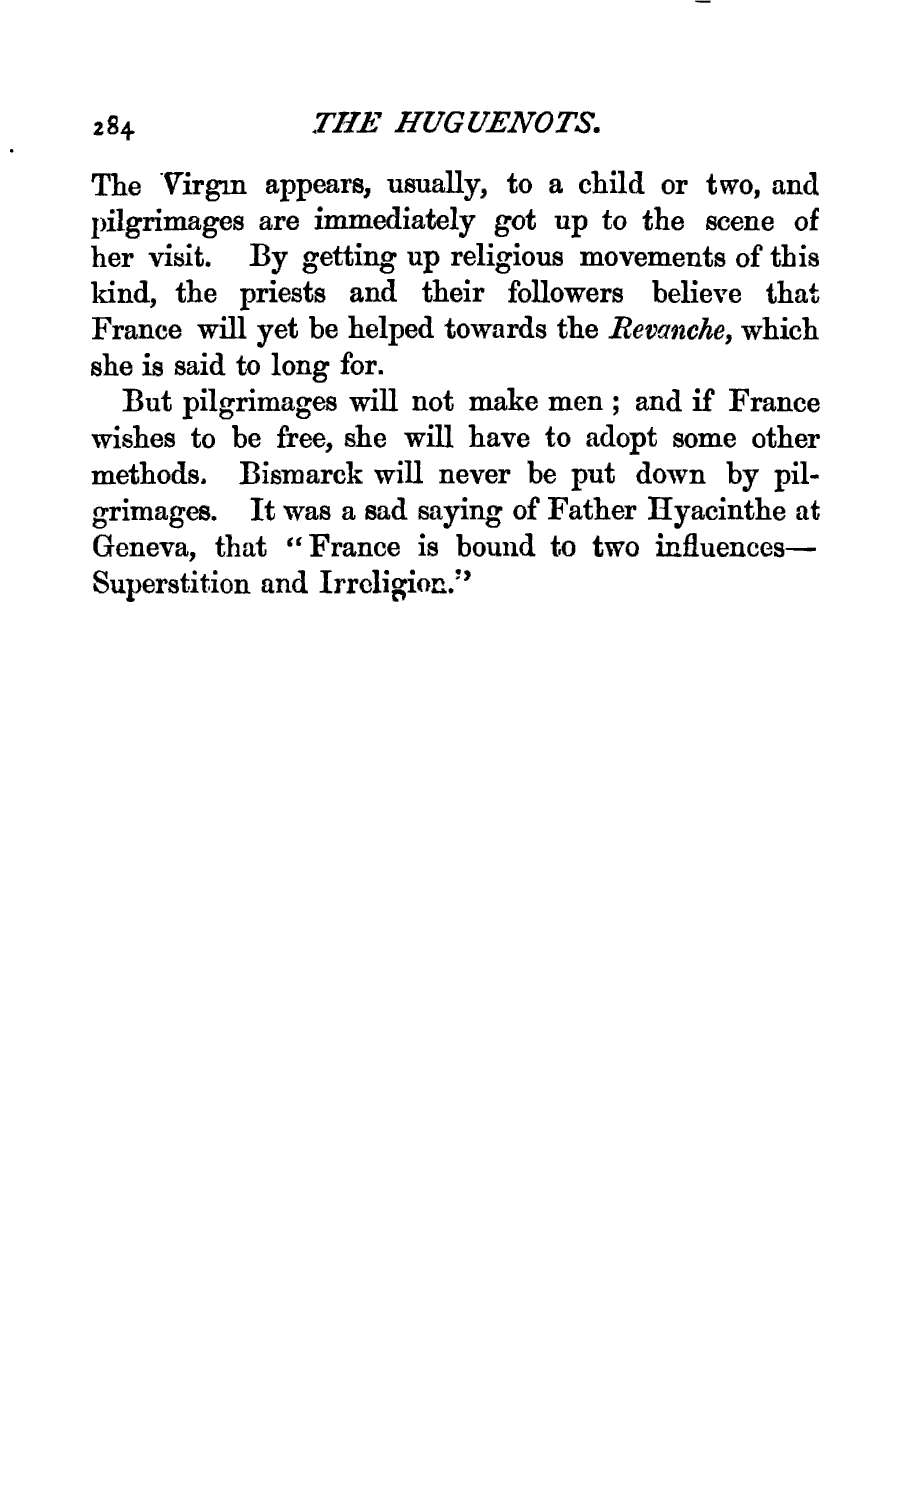 284 THE HUGUENOTS.
The Virgin appears, usually, to a child or two, and
pilgrimages are immediately got up to the scene of
her visit. By getting up religious movements of this
kind, the priests and their followers believe that
France will yet be helped towards the Revanche, which
she is said to long for.
But pilgrimages will not make men ; and if France
wishes to be free, she will have to adopt some other
methods. Bismarck will never be put down by pil-
grimages. It was a sad saying of Father Hyacinthe at
Geneva, that “ France is bound to two influences—
Superstition and Irreligion.”